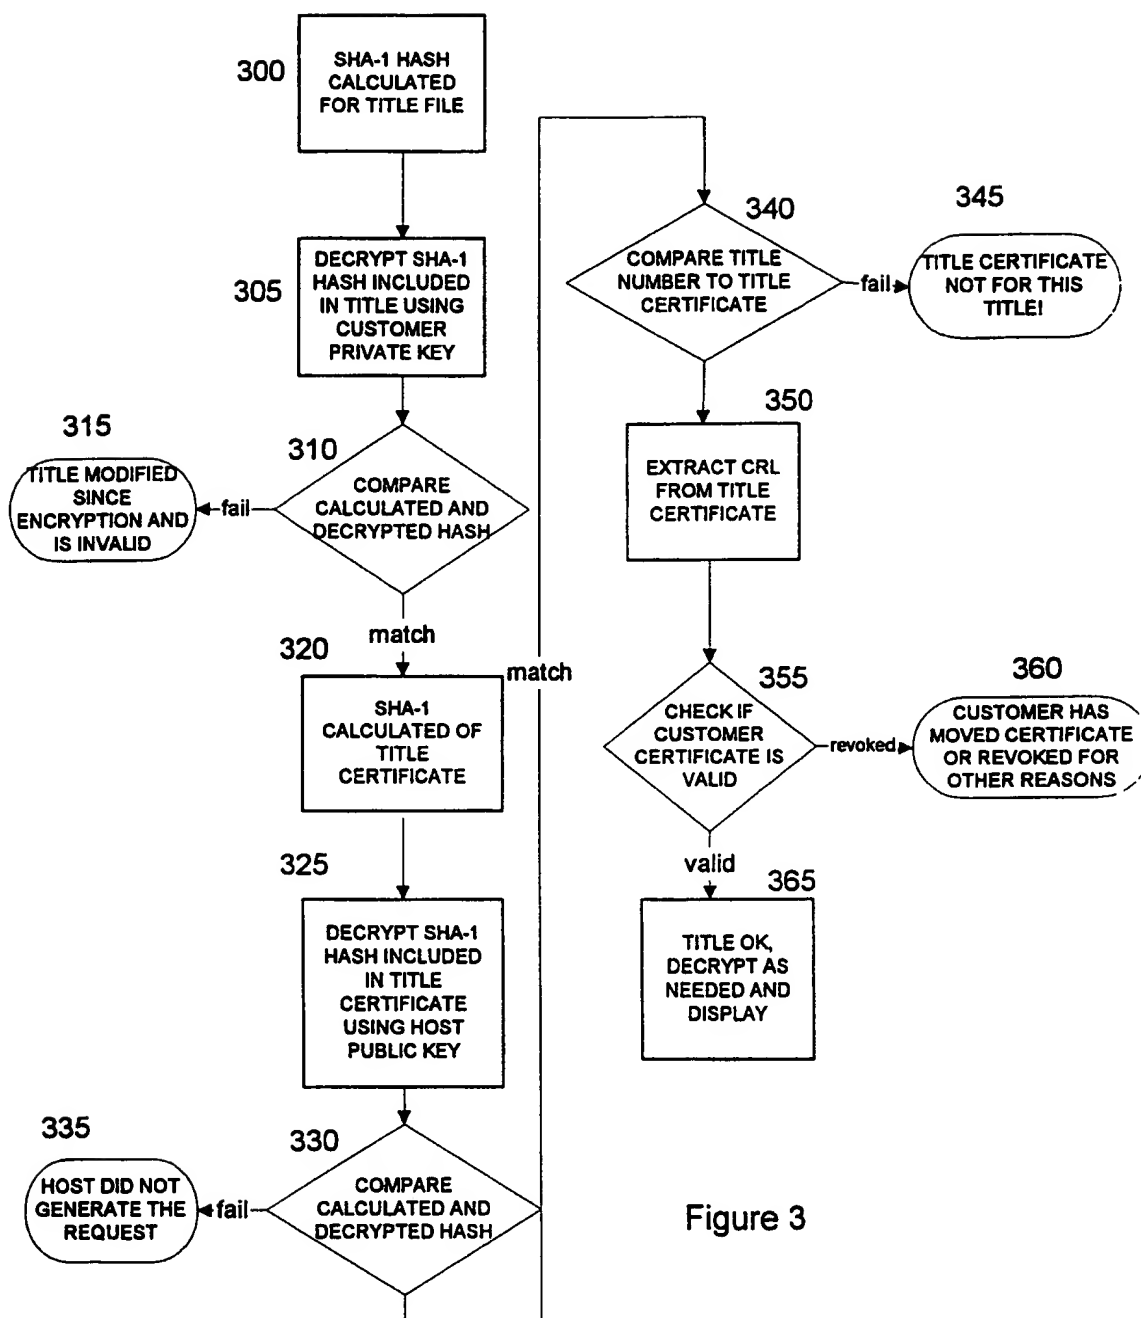 300
SHA-1 HASH
CALCULATED
FOR TITLE FILE
305
DECRYPT SHA-1
HASH INCLUDED
IN TITLE USING
CUSTOMER
PRIVATE KEY
310
COMPARE
CALCULATED AND
DECRYPTED HASH
fail
315
TITLE MODIFIED
SINCE
ENCRYPTION AND
IS INVALID
match
320
SHA-1
CALCULATED OF
TITLE
CERTIFICATE
325
DECRYPT SHA-1
HASH INCLUDED
IN TITLE
CERTIFICATE
USING HOST
PUBLIC KEY
330
COMPARE
CALCULATED AND
DECRYPTED HASH
fail
335
HOST DID NOT
GENERATE THE
REQUEST
match
340
COMPARE TITLE
NUMBER TO TITLE
CERTIFICATE
fail
345
TITLE CERTIFICATE
NOT FOR THIS
TITLE!
350
EXTRACT CRL
FROM TITLE
CERTIFICATE
355
CHECK IF
CUSTOMER
CERTIFICATE IS
VALID
revoked
360
CUSTOMER HAS
MOVED CERTIFICATE
OR REVOKED FOR
OTHER REASONS
valid
365
TITLE OK,
DECRYPT AS
NEEDED AND
DISPLAY
Figure 3